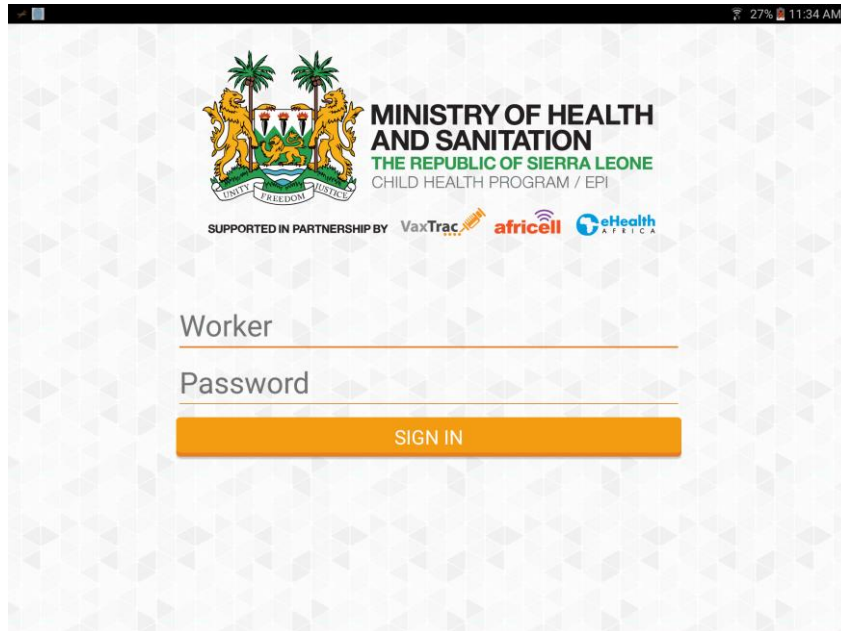 27% 11:34 AM
MINISTRY OF HEALTH
AND SANITATION
THE REPUBLIC OF SIERRA LEONE
CHILD HEALTH PROGRAM / EPI
UNITY FREEDOM JUSTICE
SUPPORTED IN PARTNERSHIP BY VaxTrac africell eHealth AFRICA
Worker
Password
SIGN IN